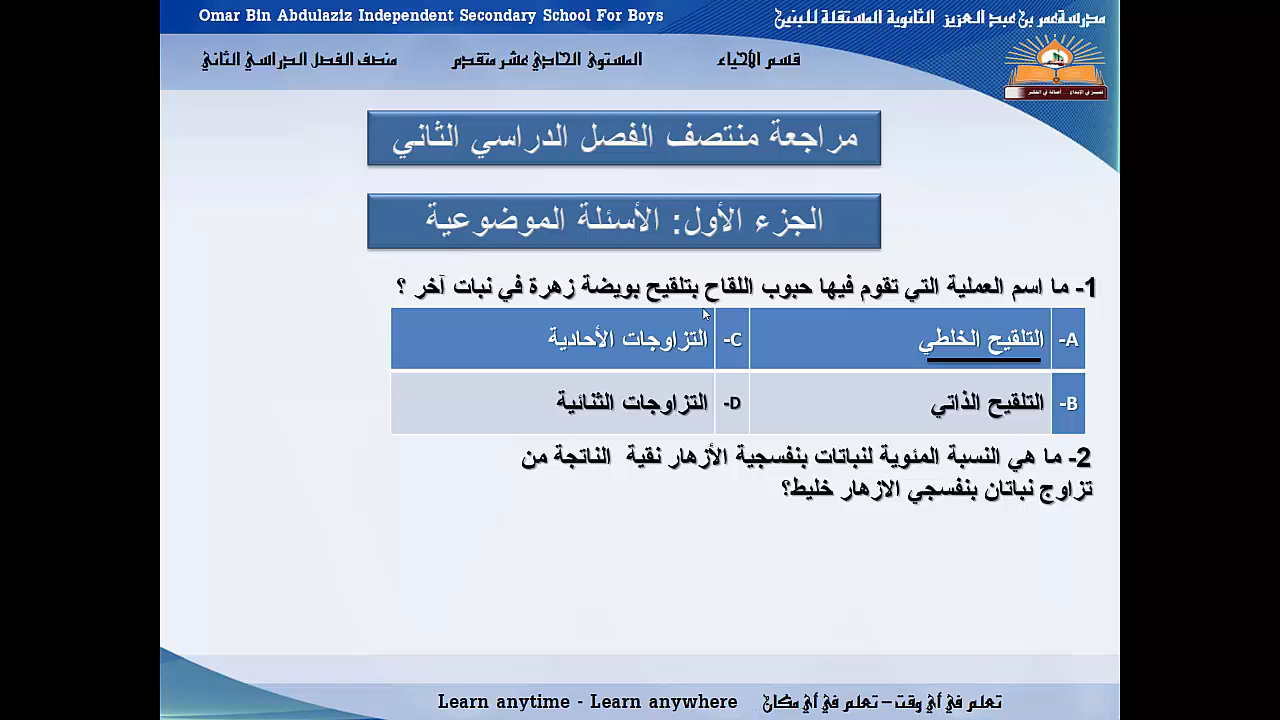 Omar Bin Abdulaziz Independent Secondary School For Boys
مدرسة عمر بن عبد العزيز الثانوية المستقلة للبنين
قسم الأحياء
المستوى الحادي عشر متقدم
منصف الفصل الدراسي الثاني
مراجعة منتصف الفصل الدراسي الثاني
الجزء الأول: الأسئلة الموضوعية
1- ما اسم العملية التي تقوم فيها حبوب اللقاح بتلقيح بويضة زهرة في نبات آخر ؟
A- التلقيح الخلطي
C- التزاوجات الأحادية
B- التلقيح الذاتي
D- التزاوجات الثنائية
2- ما هي النسبة المئوية لنباتات بنفسجية الأزهار نقية الناتجة من
تزاوج نباتان بنفسجي الازهار خليط؟
Learn anytime - Learn anywhere
تعلم في أي وقت – تعلم في أي مكان